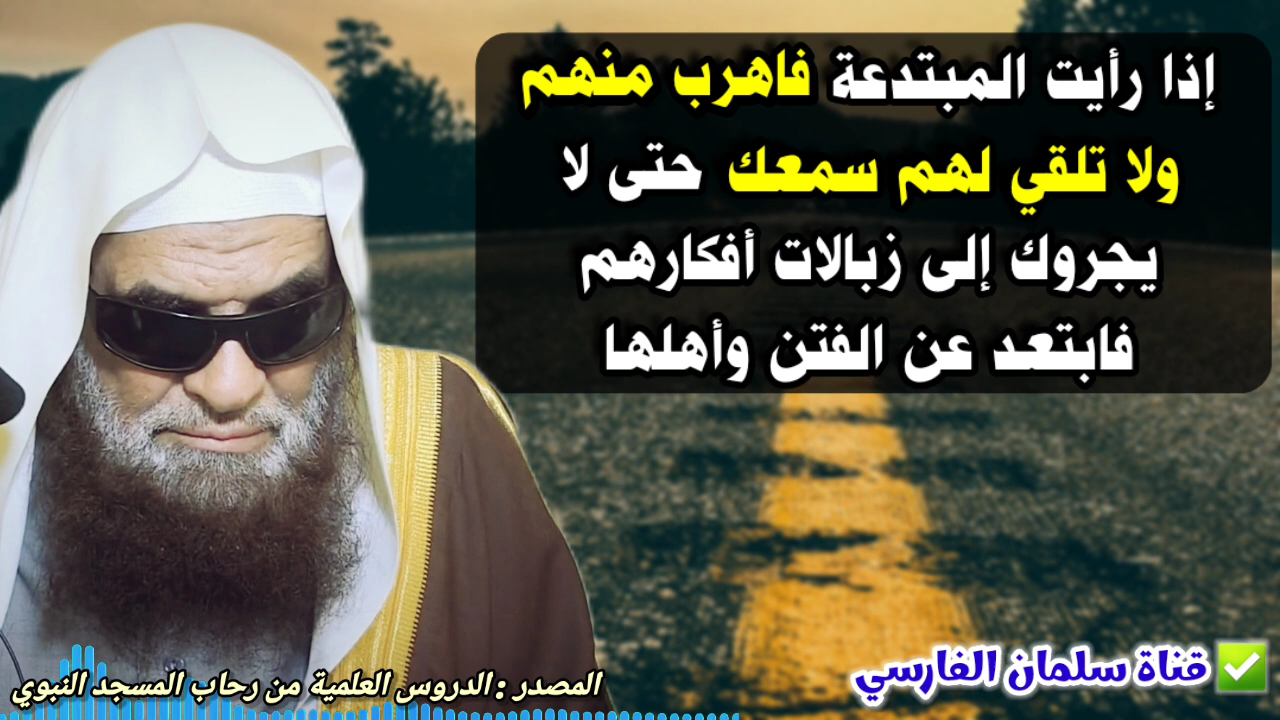 إذا رأيت المبتدعة فاهرب منهم
ولا تلقي لهم سمعك حتى لا
يجروك إلى زبالات أفكارهم
فابتعد عن الفتن وأهلها
✅ قناة سلمان الفارسي
المصدر : الدروس العلمية من رحاب المسجد النبوي